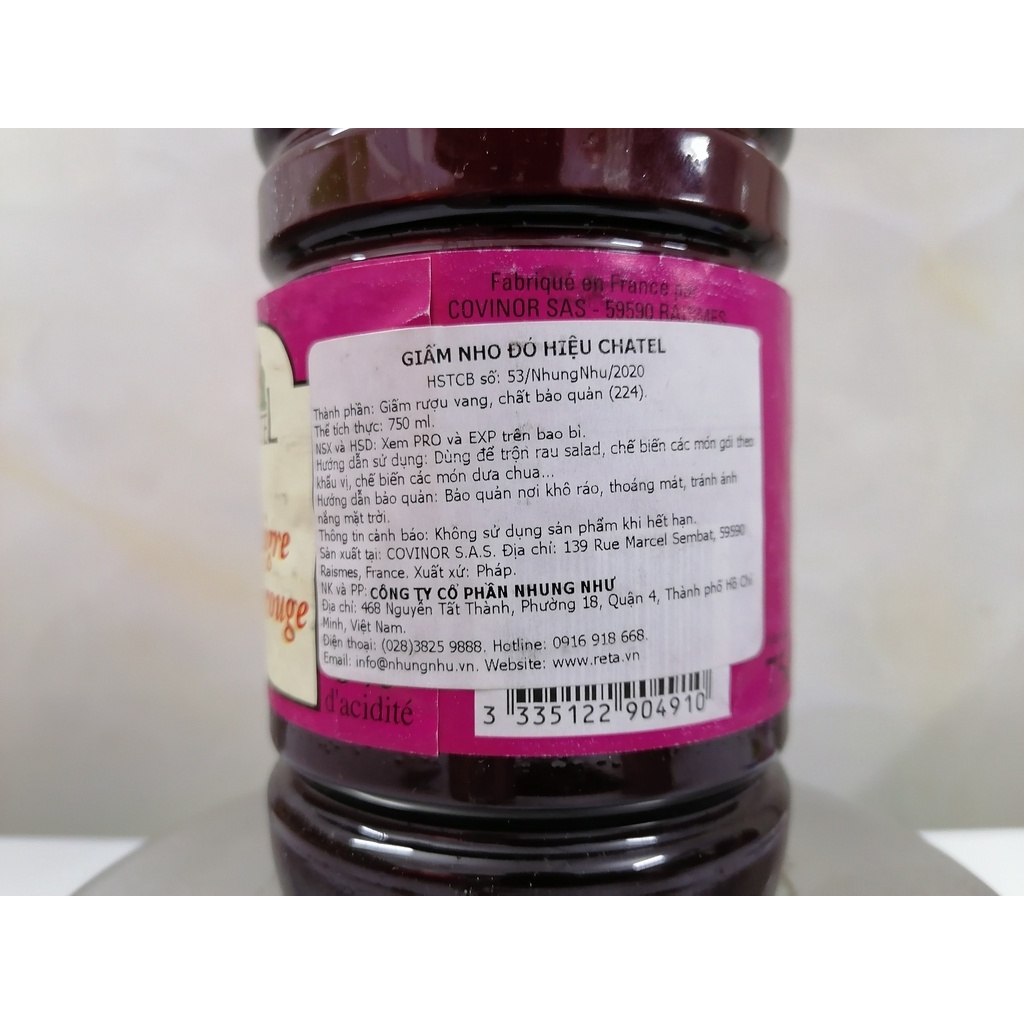 Fabriqué en France par
COVINOR SAS - 59590 RAISMES
GIẤM NHO ĐỎ HIỆU CHATEL
HSTCB số: 53/NhungNhu/2020
Thành phần: Giấm rượu vang, chất bảo quản (224).
Thể tích thực: 750 ml.
NSX và HSD: Xem PRO và EXP trên bao bì.
Hướng dẫn sử dụng: Dùng để trộn rau salad, chế biến các món gỏi theo
khẩu vị, chế biến các món dưa chua...
Hướng dẫn bảo quản: Bảo quản nơi khô ráo, thoáng mát, tránh ánh
nắng mặt trời.
Thông tin cảnh báo: Không sử dụng sản phẩm khi hết hạn.
Sản xuất tại: COVINOR S.A.S. Địa chỉ: 139 Rue Marcel Sembat, 59590
Raismes, France. Xuất xứ: Pháp.
NK và PP: CÔNG TY CỔ PHẦN NHUNG NHƯ
Địa chỉ: 468 Nguyễn Tất Thành, Phường 18, Quận 4, Thành phố Hồ Chí
Minh, Việt Nam.
Điện thoại: (028)3825 9888. Hotline: 0916 918 668.
Email: info@nhungnhu.vn. Website: www.reta.vn
d'acidité
3 335122 904910